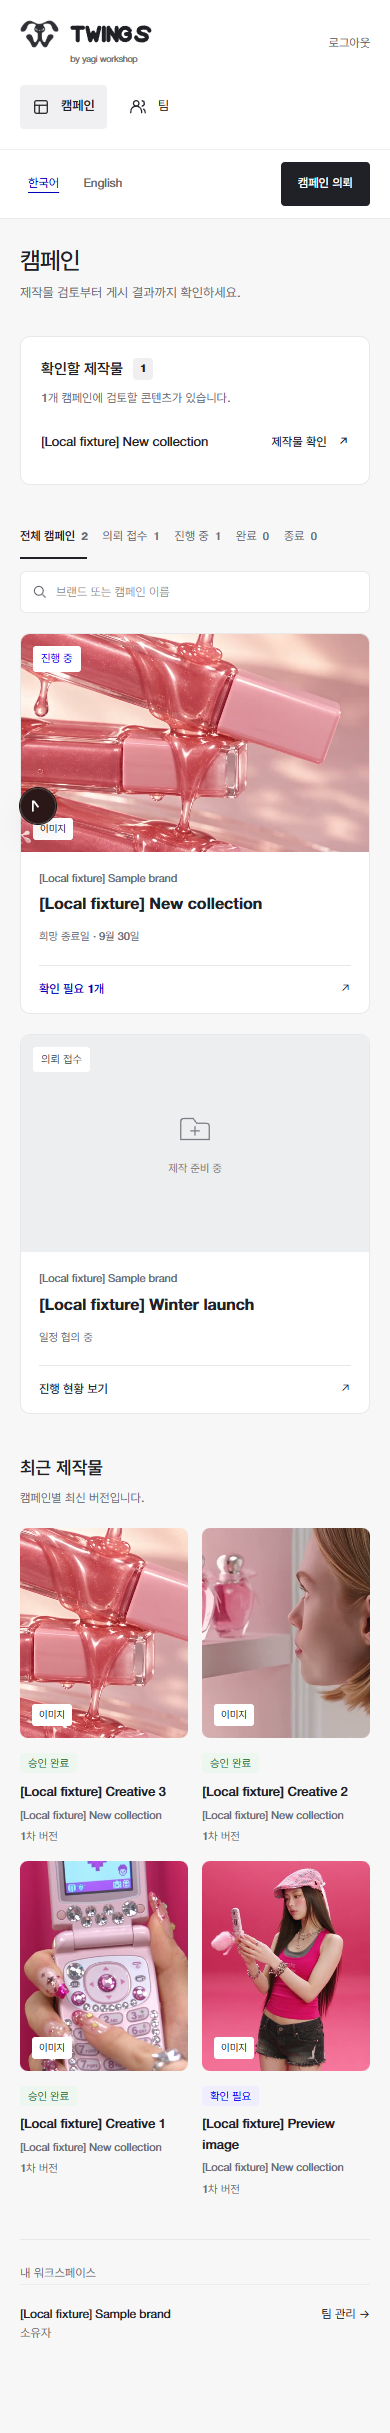 TWINGS
by yagi workshop
로그아웃
캠페인
팀
한국어
English
캠페인 의뢰
캠페인
제작물 검토부터 게시 결과까지 확인하세요.
확인할 제작물 1
1개 캠페인에 검토할 콘텐츠가 있습니다.
[Local fixture] New collection
제작물 확인
전체 캠페인 2 의뢰 접수 1 진행 중 1 완료 0 종료 0
브랜드 또는 캠페인 이름
진행 중
이미지
[Local fixture] Sample brand
[Local fixture] New collection
희망 종료일 · 9월 30일
확인 필요 1개
의뢰 접수
제작 준비 중
[Local fixture] Sample brand
[Local fixture] Winter launch
일정 협의 중
진행 현황 보기
최근 제작물
캠페인별 최신 버전입니다.
이미지
승인 완료
[Local fixture] Creative 3
[Local fixture] New collection
1차 버전
이미지
승인 완료
[Local fixture] Creative 2
[Local fixture] New collection
1차 버전
이미지
승인 완료
[Local fixture] Creative 1
[Local fixture] New collection
1차 버전
이미지
확인 필요
[Local fixture] Preview
image
[Local fixture] New collection
1차 버전
내 워크스페이스
[Local fixture] Sample brand
소유자
팀 관리 →